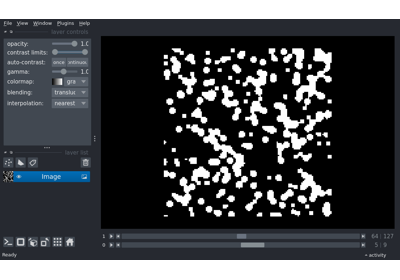 File View Window Plugins Help
layer controls
opacity: 1.0
contrast limits:
auto-contrast: once
gamma: 1.0
colormap: gra
blending: translu
interpolation: nearest
layer list
Image
1 64 127
0 5 9
Ready
activity